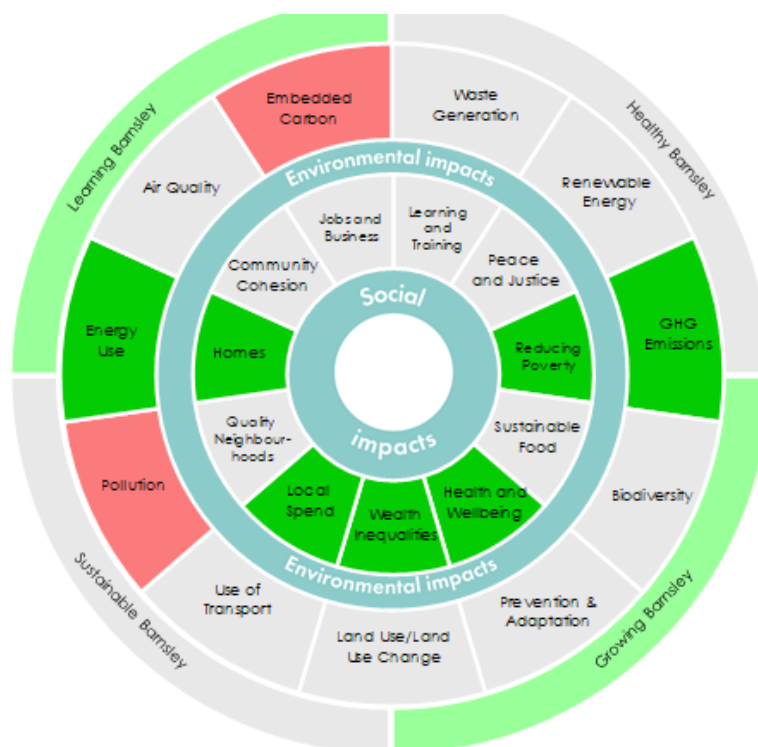 Learning Barnsley
Healthy Barnsley
Growing Barnsley
Sustainable Barnsley
Embedded
Carbon
Waste
Generation
Renewable
Energy
GHG
Emissions
Biodiversity
Prevention &
Adaptation
Land Use/Land
Use Change
Use of
Transport
Pollution
Energy
Use
Air Quality
Environmental impacts
Environmental impacts
Jobs and
Business
Learning
and
Training
Peace
and Justice
Reducing
Poverty
Sustainable
Food
Health and
Wellbeing
Wealth
Inequalities
Local
Spend
Quality
Neighbour-
hoods
Homes
Community
Cohesion
Social
impacts